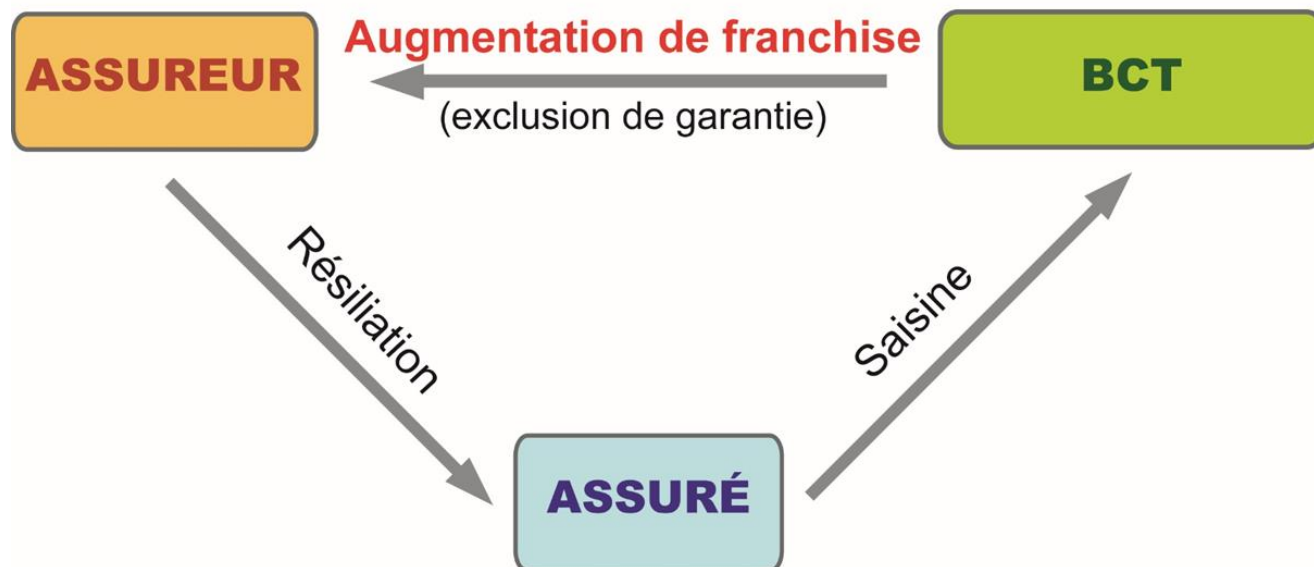 Augmentation de franchise
ASSUREUR
BCT
(exclusion de garantie)
Résiliation
Saisine
ASSURÉ